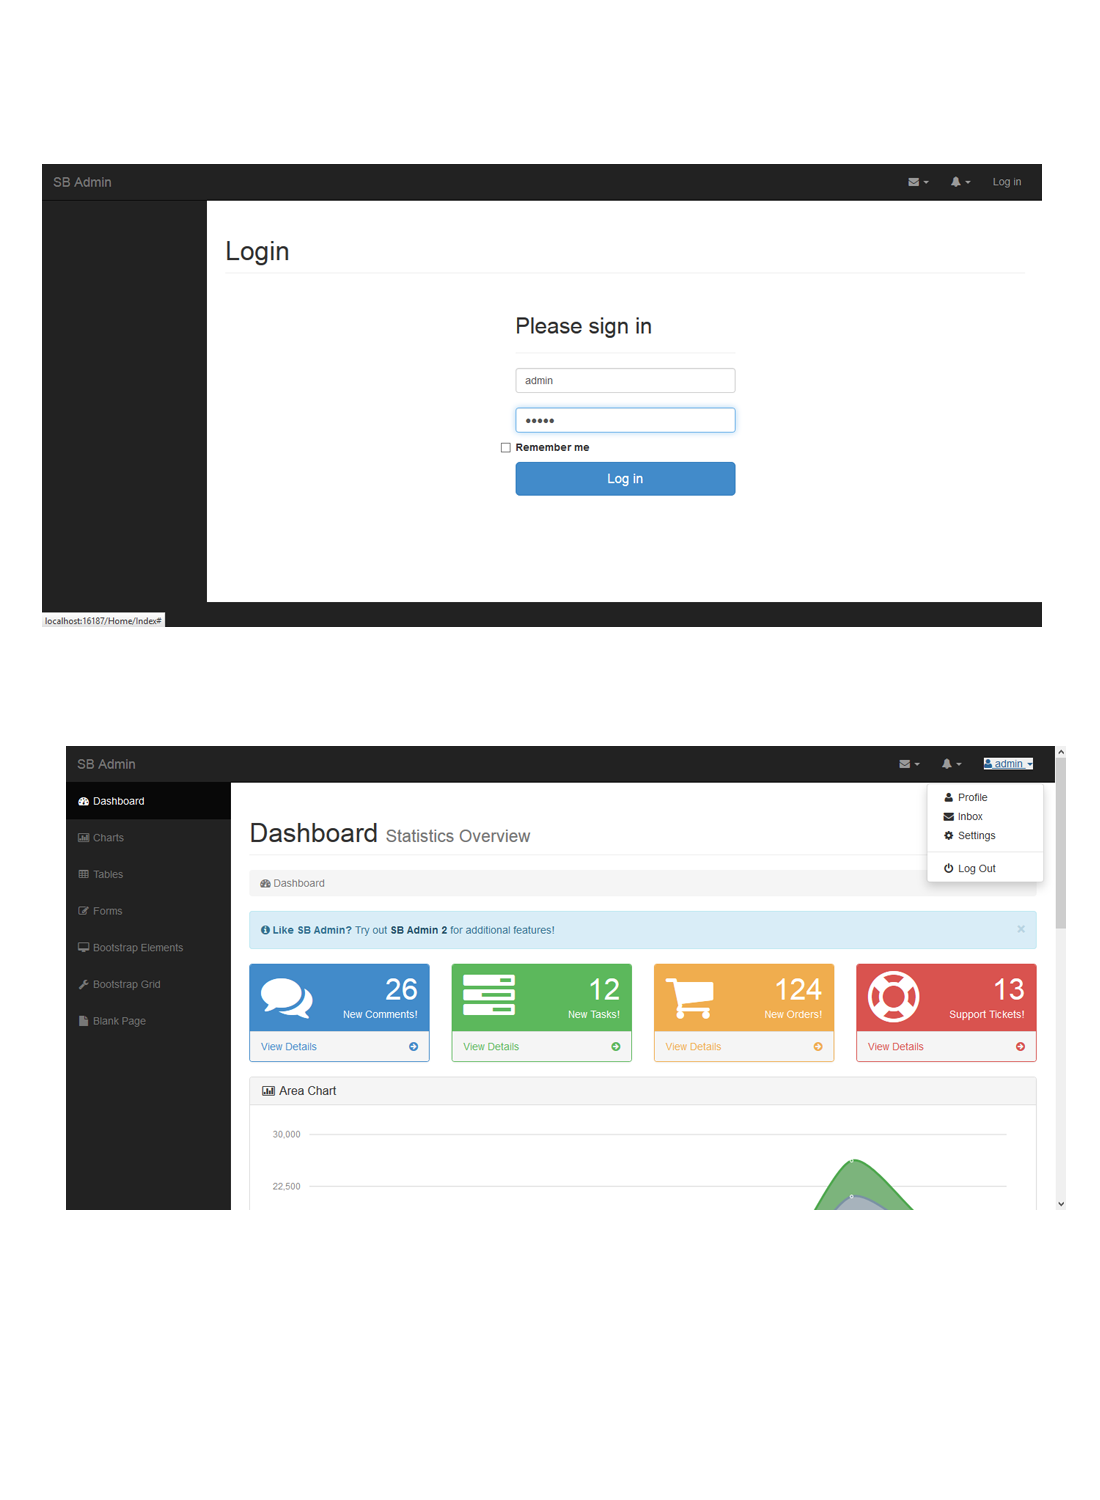 SB Admin
Log in
Login
Please sign in
admin
•••••
Remember me
Log in
localhost:16187/Home/Index#
SB Admin
admin
Dashboard
Charts
Tables
Forms
Bootstrap Elements
Bootstrap Grid
Blank Page
Profile
Inbox
Settings
Log Out
Dashboard Statistics Overview
Dashboard
Like SB Admin? Try out SB Admin 2 for additional features! ×
26
New Comments!
View Details
12
New Tasks!
View Details
124
New Orders!
View Details
13
Support Tickets!
View Details
Area Chart
30,000
22,500